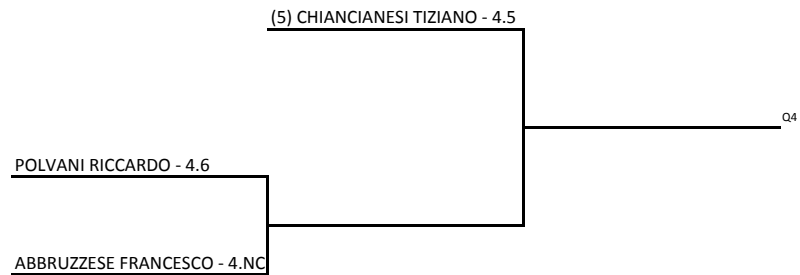 (5) CHIANCIANESI TIZIANO - 4.5
Q4
POLVANI RICCARDO - 4.6
ABBRUZZESE FRANCESCO - 4.NC